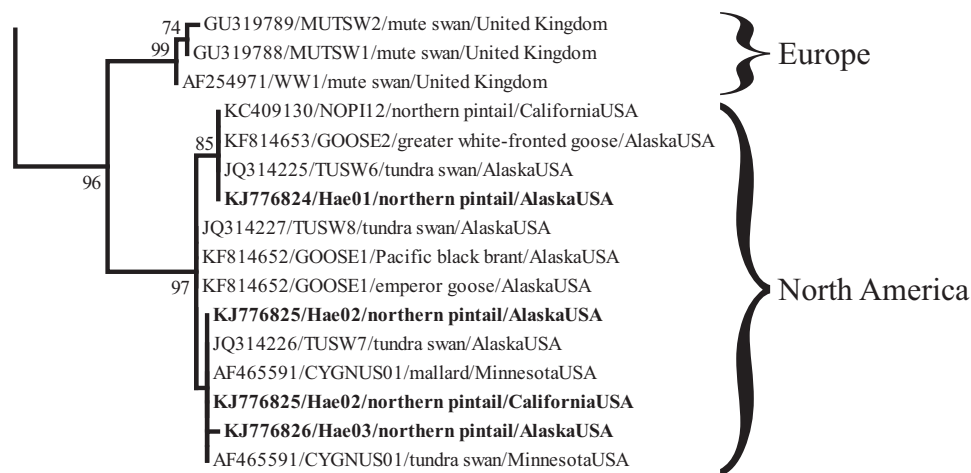 74
GU319789/MUTSW2/mute swan/United Kingdom
99
GU319788/MUTSW1/mute swan/United Kingdom
Europe
AF254971/WW1/mute swan/United Kingdom
KC409130/NOPI12/northern pintail/CaliforniaUSA
85
KF814653/GOOSE2/greater white-fronted goose/AlaskaUSA
JQ314225/TUSW6/tundra swan/AlaskaUSA
96
KJ776824/Hae01/northern pintail/AlaskaUSA
JQ314227/TUSW8/tundra swan/AlaskaUSA
KF814652/GOOSE1/Pacific black brant/AlaskaUSA
KF814652/GOOSE1/emperor goose/AlaskaUSA
North America
97
KJ776825/Hae02/northern pintail/AlaskaUSA
JQ314226/TUSW7/tundra swan/AlaskaUSA
AF465591/CYGNUS01/mallard/MinnesotaUSA
KJ776825/Hae02/northern pintail/CaliforniaUSA
KJ776826/Hae03/northern pintail/AlaskaUSA
AF465591/CYGNUS01/tundra swan/MinnesotaUSA